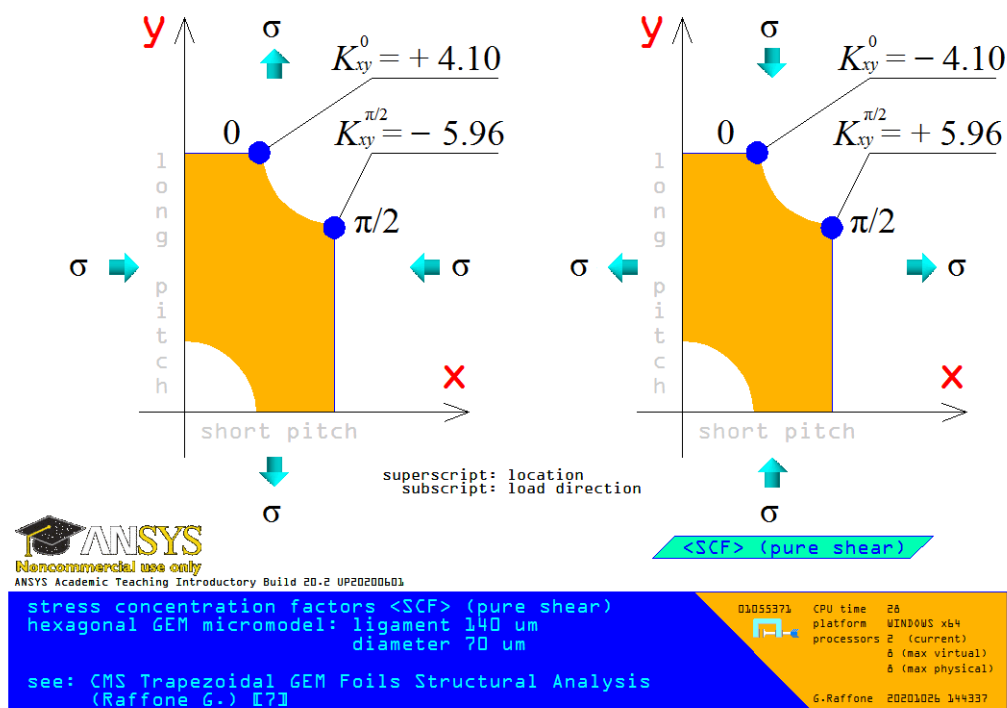 y
σ
K⁰xy = + 4.10
0
Kπ/2xy = − 5.96
π/2
σ
σ
long pitch
x
short pitch
σ
y
σ
K⁰xy = − 4.10
0
Kπ/2xy = + 5.96
π/2
σ
σ
long pitch
x
short pitch
σ
superscript: location
subscript: load direction
ANSYS
Noncommercial use only
ANSYS Academic Teaching Introductory Build 20.2 UP20200601
<SCF> (pure shear)
stress concentration factors <SCF> (pure shear)
hexagonal GEM micromodel: ligament 140 um
diameter 70 um
see: CMS Trapezoidal GEM Foils Structural Analysis
(Raffone G.) [7]
01055371 CPU time 28
platform WINDOWS x64
processors 2 (current)
8 (max virtual)
8 (max physical)
G.Raffone 20201026 144337